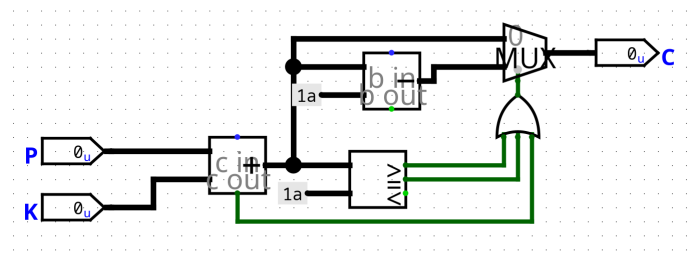 0
MUX
0u
C
b in
−
b out
1a
P
0u
c in
+
c out
>
=
<
1a
K
0u